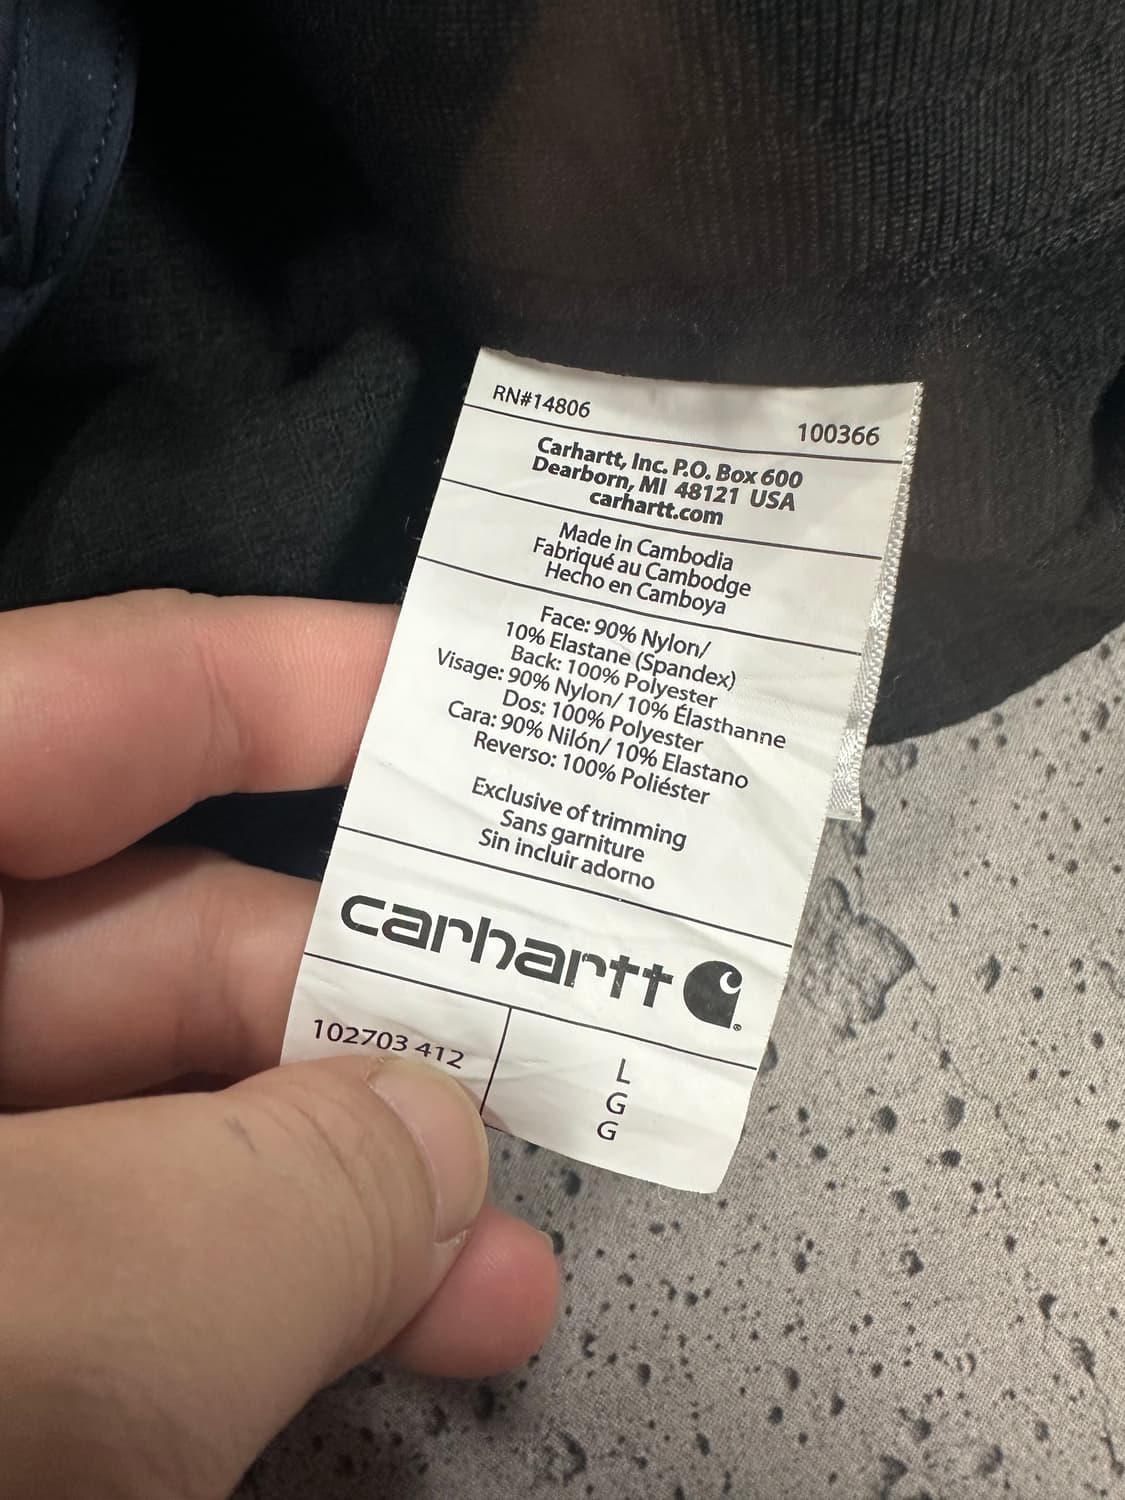 RN#14806
100366
Carhartt, Inc. P.O. Box 600
Dearborn, MI 48121 USA
carhartt.com
Made in Cambodia
Fabriqué au Cambodge
Hecho en Camboya
Face: 90% Nylon/
10% Elastane (Spandex)
Back: 100% Polyester
Visage: 90% Nylon/ 10% Élasthanne
Dos: 100% Polyester
Cara: 90% Nilón/ 10% Elastano
Reverso: 100% Poliéster
Exclusive of trimming
Sans garniture
Sin incluir adorno
carhartt
102703 412
L
G
G